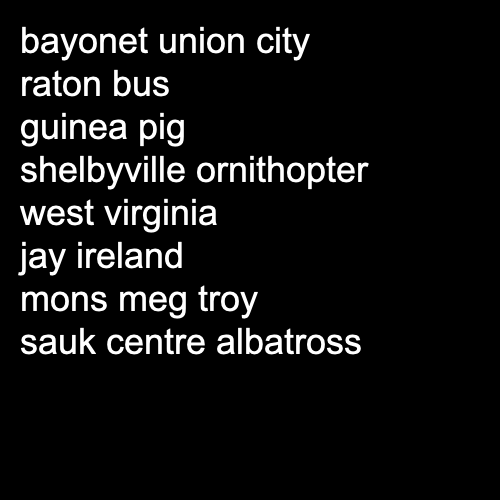 bayonet union city
raton bus
guinea pig
shelbyville ornithopter
west virginia
jay ireland
mons meg troy
sauk centre albatross